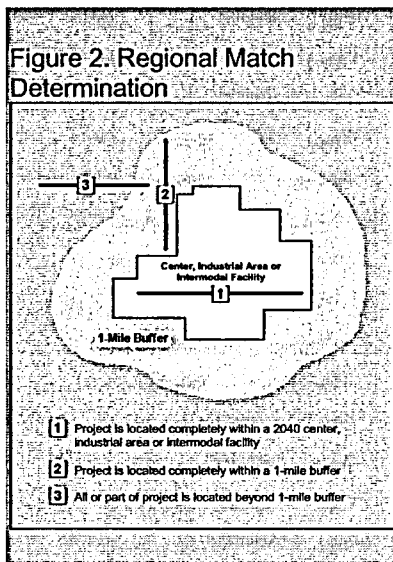 Figure 2. Regional Match
Determination
[3]
[2]
Center, Industrial Area or
Intermodal Facility
[1]
1-Mile Buffer
[1] Project is located completely within a 2040 center,
industrial area or intermodal facility
[2] Project is located completely within a 1-mile buffer
[3] All or part of project is located beyond 1-mile buffer